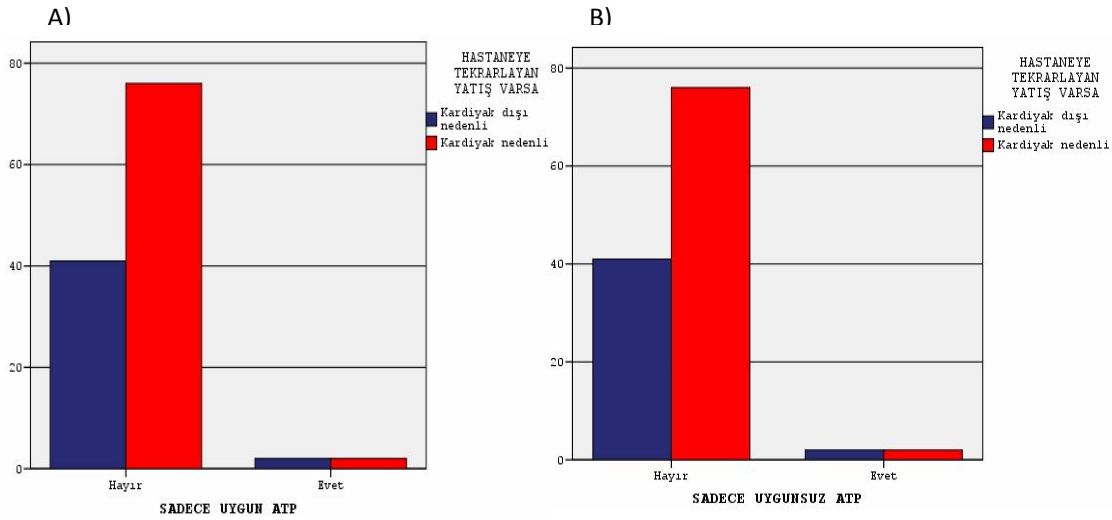 A)
HASTANEYE
TEKRARLAYAN
YATIŞ VARSA
Kardiyak dışı
nedenli
Kardiyak nedenli
80
60
40
20
0
Hayır
Evet
SADECE UYGUN ATP
B)
HASTANEYE
TEKRARLAYAN
YATIŞ VARSA
Kardiyak dışı
nedenli
Kardiyak nedenli
80
60
40
20
0
Hayır
Evet
SADECE UYGUNSUZ ATP